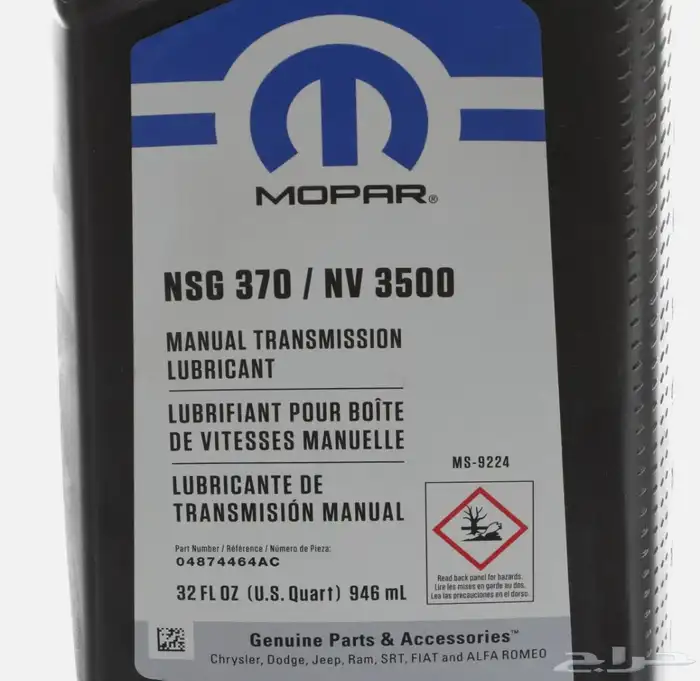 MOPAR®
NSG 370 / NV 3500
MANUAL TRANSMISSION
LUBRICANT
LUBRIFIANT POUR BOÎTE
DE VITESSES MANUELLE
LUBRICANTE DE
TRANSMISIÓN MANUAL
MS-9224
Part Number / Référence / Número de Pieza:
04874464AC
32 FL OZ (U.S. Quart) 946 mL
Read back panel for hazards.
Lire les mises en garde au dos.
Lea las precauciones en el dorso.
Genuine Parts & Accessories™
Chrysler, Dodge, Jeep, Ram, SRT, FIAT and ALFA ROMEO
حراج